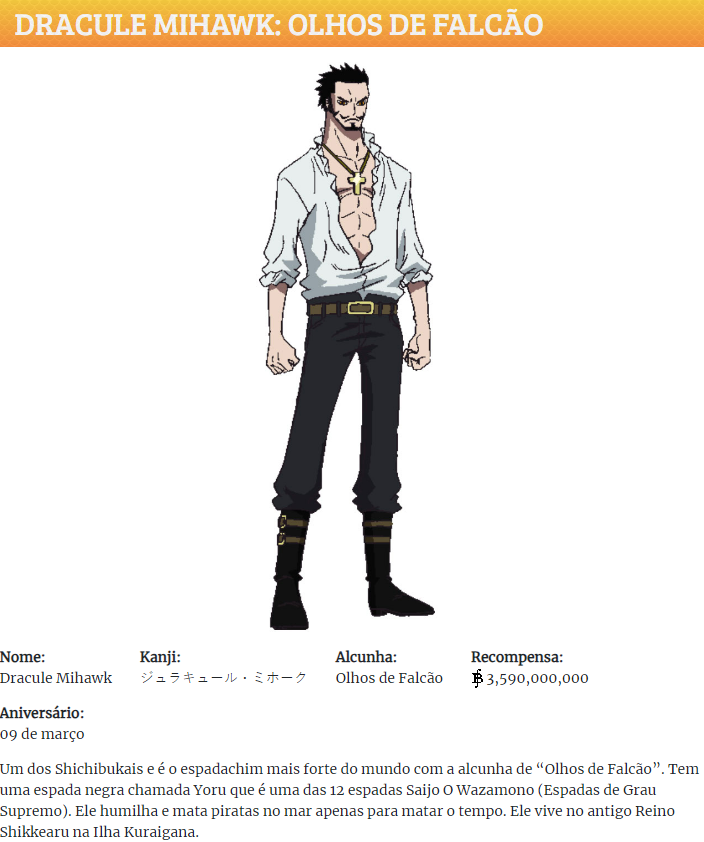 DRACULE MIHAWK: OLHOS DE FALCÃO
Nome: Kanji: Alcunha: Recompensa:
Dracule Mihawk ジュラキュール・ミホーク Olhos de Falcão ฿ 3,590,000,000
Aniversário:
09 de março
Um dos Shichibukais e é o espadachim mais forte do mundo com a alcunha de “Olhos de Falcão”. Tem
uma espada negra chamada Yoru que é uma das 12 espadas Saijo O Wazamono (Espadas de Grau
Supremo). Ele humilha e mata piratas no mar apenas para matar o tempo. Ele vive no antigo Reino
Shikkearu na Ilha Kuraigana.